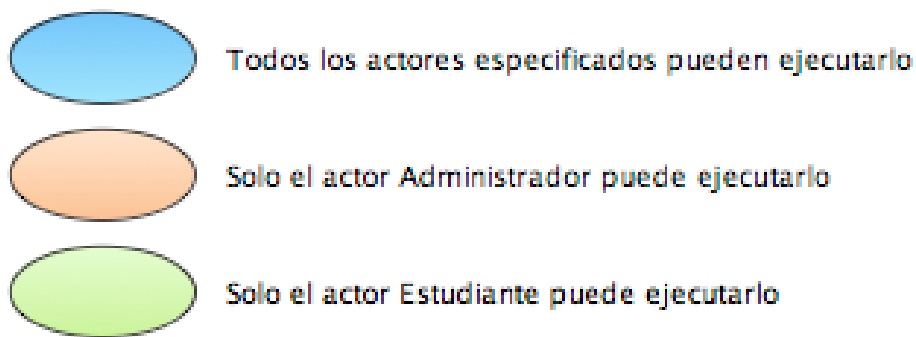 Todos los actores especificados pueden ejecutarlo
Solo el actor Administrador puede ejecutarlo
Solo el actor Estudiante puede ejecutarlo